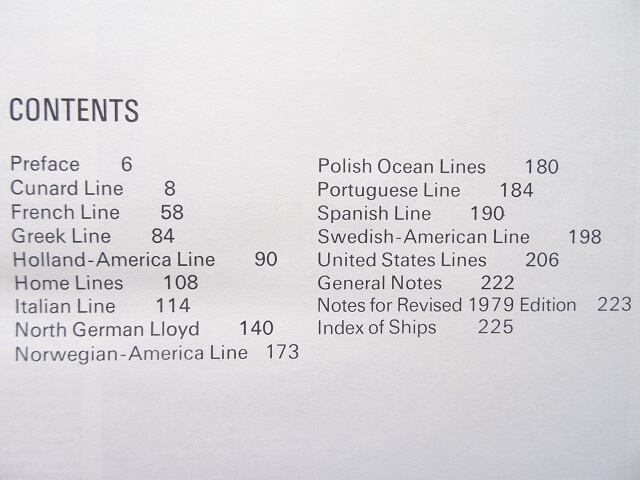 CONTENTS
Preface 6
Cunard Line 8
French Line 58
Greek Line 84
Holland-America Line 90
Home Lines 108
Italian Line 114
North German Lloyd 140
Norwegian-America Line 173
Polish Ocean Lines 180
Portuguese Line 184
Spanish Line 190
Swedish-American Line 198
United States Lines 206
General Notes 222
Notes for Revised 1979 Edition 223
Index of Ships 225